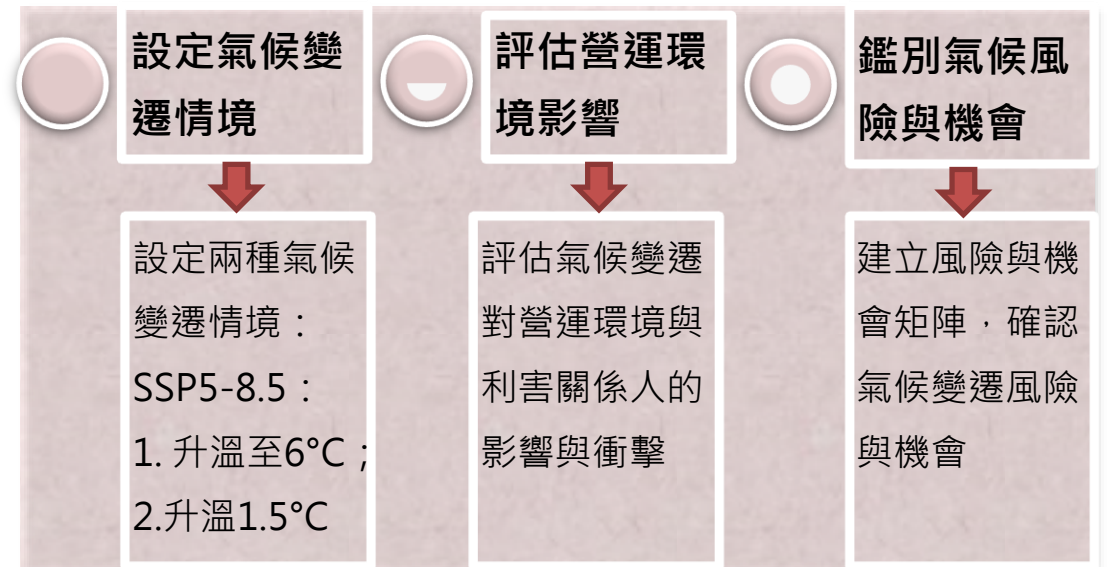 設定氣候變
遷情境
設定兩種氣候
變遷情境：
SSP5-8.5：
1. 升溫至6°C；
2.升溫1.5°C
評估營運環
境影響
評估氣候變遷
對營運環境與
利害關係人的
影響與衝擊
鑑別氣候風
險與機會
建立風險與機
會矩陣，確認
氣候變遷風險
與機會